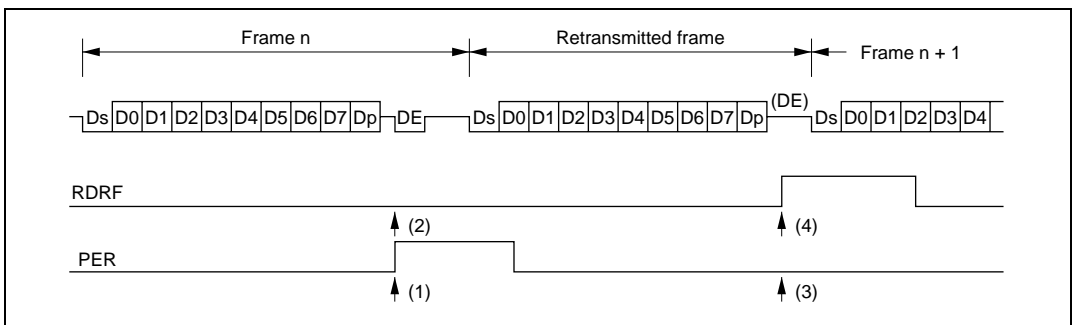 Frame n Retransmitted frame Frame n + 1
(DE)
Ds D0 D1 D2 D3 D4 D5 D6 D7 Dp DE Ds D0 D1 D2 D3 D4 D5 D6 D7 Dp Ds D0 D1 D2 D3 D4
RDRF
(2) (4)
PER
(1) (3)